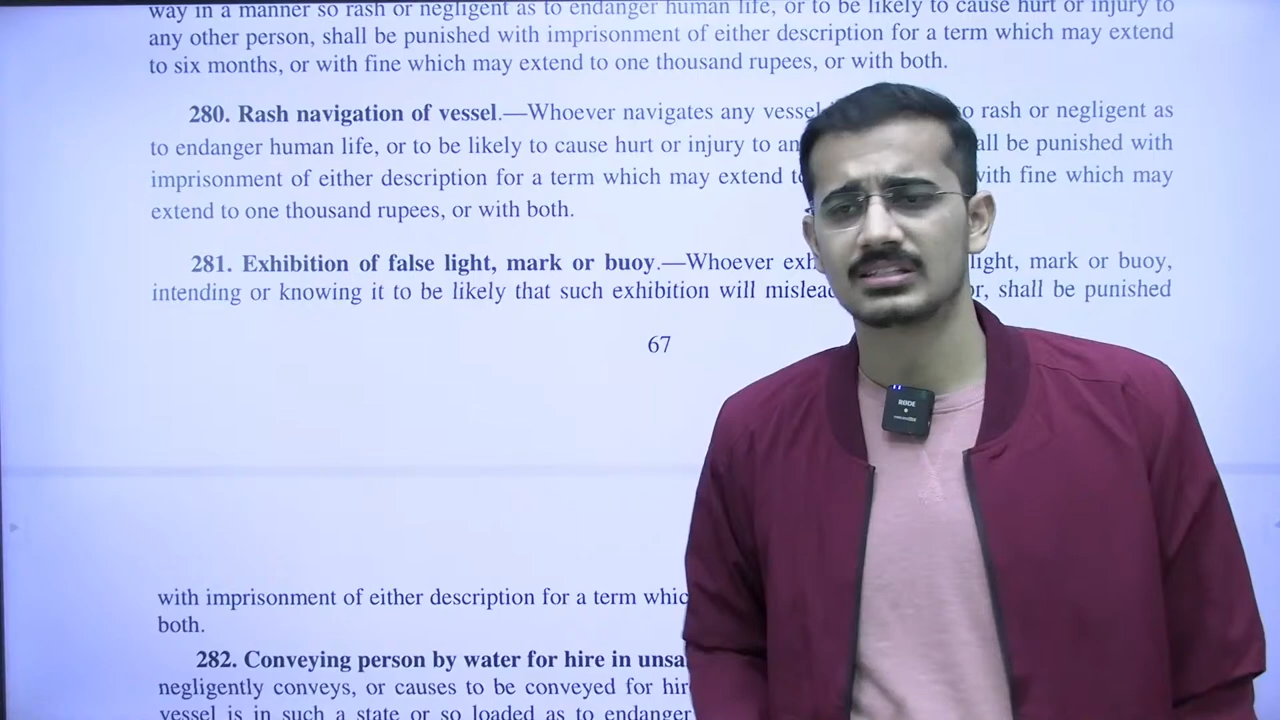 way in a manner so rash or negligent as to endanger human life, or to be likely to cause hurt or injury to
any other person, shall be punished with imprisonment of either description for a term which may extend
to six months, or with fine which may extend to one thousand rupees, or with both.
280. Rash navigation of vessel.—Whoever navigates any vessel so rash or negligent as
to endanger human life, or to be likely to cause hurt or injury to an all be punished with
imprisonment of either description for a term which may extend t with fine which may
extend to one thousand rupees, or with both.
281. Exhibition of false light, mark or buoy.—Whoever exh light, mark or buoy,
intending or knowing it to be likely that such exhibition will mislead or, shall be punished
67
RØDE
with imprisonment of either description for a term whic
both.
282. Conveying person by water for hire in unsa
negligently conveys, or causes to be conveyed for hir
vessel is in such a state or so loaded as to endanger